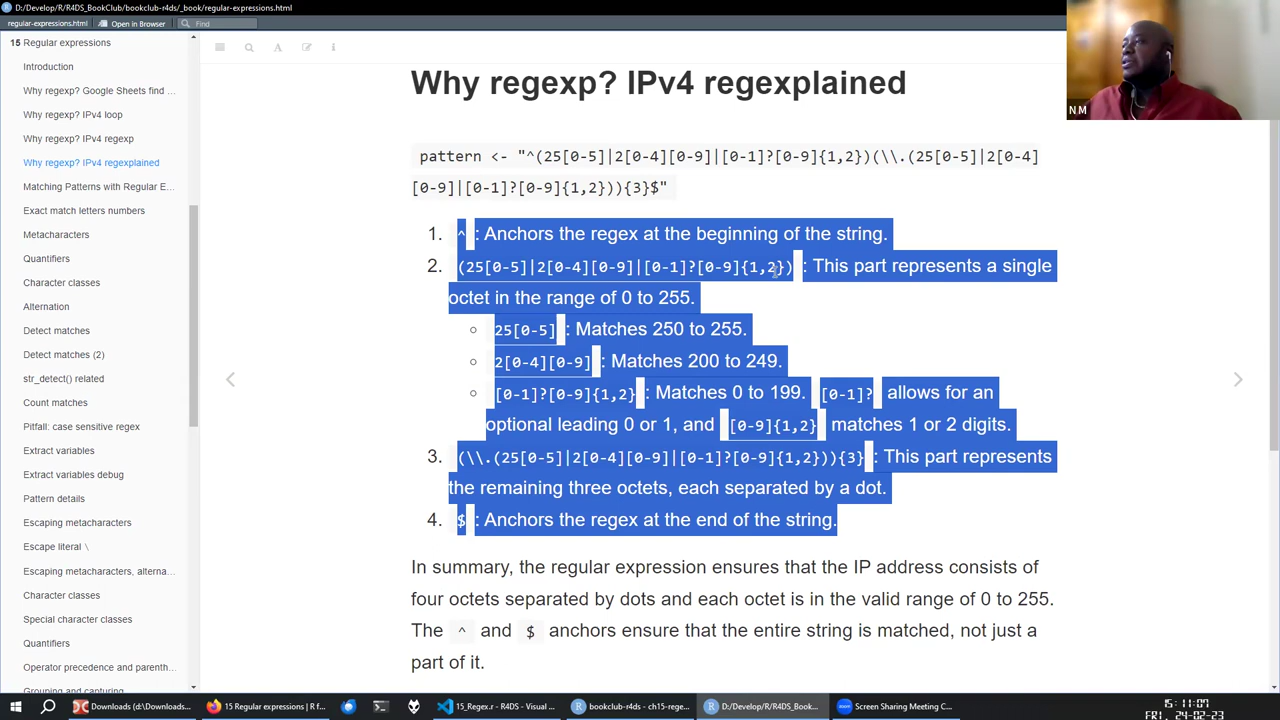 D:/Develop/R/R4DS_BookClub/bookclub-r4ds/_book/regular-expressions.html
regular-expressions.html
Open in Browser
Find
15 Regular expressions
Introduction
Why regexp? Google Sheets find ...
Why regexp? IPv4 loop
Why regexp? IPv4 regexp
Why regexp? IPv4 regexplained
Matching Patterns with Regular E...
Exact match letters numbers
Metacharacters
Quantifiers
Character classes
Alternation
Detect matches
Detect matches (2)
str_detect() related
Count matches
Pitfall: case sensitive regex
Extract variables
Extract variables debug
Pattern details
Escaping metacharacters
Escape literal \
Escaping metacharacters, alterna...
Character classes
Special character classes
Quantifiers
Operator precedence and parenth...
Grouping and capturing
Why regexp? IPv4 regexplained
pattern <- "^(25[0-5]|2[0-4][0-9]|[0-1]?[0-9]{1,2})(\\.(25[0-5]|2[0-4]
[0-9]|[0-1]?[0-9]{1,2})){3}$"
1. ^ : Anchors the regex at the beginning of the string.
2. (25[0-5]|2[0-4][0-9]|[0-1]?[0-9]{1,2}) : This part represents a single
octet in the range of 0 to 255.
25[0-5] : Matches 250 to 255.
2[0-4][0-9] : Matches 200 to 249.
[0-1]?[0-9]{1,2} : Matches 0 to 199. [0-1]? allows for an
optional leading 0 or 1, and [0-9]{1,2} matches 1 or 2 digits.
3. (\\.(25[0-5]|2[0-4][0-9]|[0-1]?[0-9]{1,2})){3} : This part represents
the remaining three octets, each separated by a dot.
4. $ : Anchors the regex at the end of the string.
In summary, the regular expression ensures that the IP address consists of
four octets separated by dots and each octet is in the valid range of 0 to 255.
The ^ and $ anchors ensure that the entire string is matched, not just a
part of it.
NM
Downloads (d:\Downloads...
15 Regular expressions | R f...
15_Regex.r - R4DS - Visual ...
bookclub-r4ds - ch15-rege...
D:/Develop/R/R4DS_Book...
Screen Sharing Meeting C...
15:11:09
FRI, 24-02-23